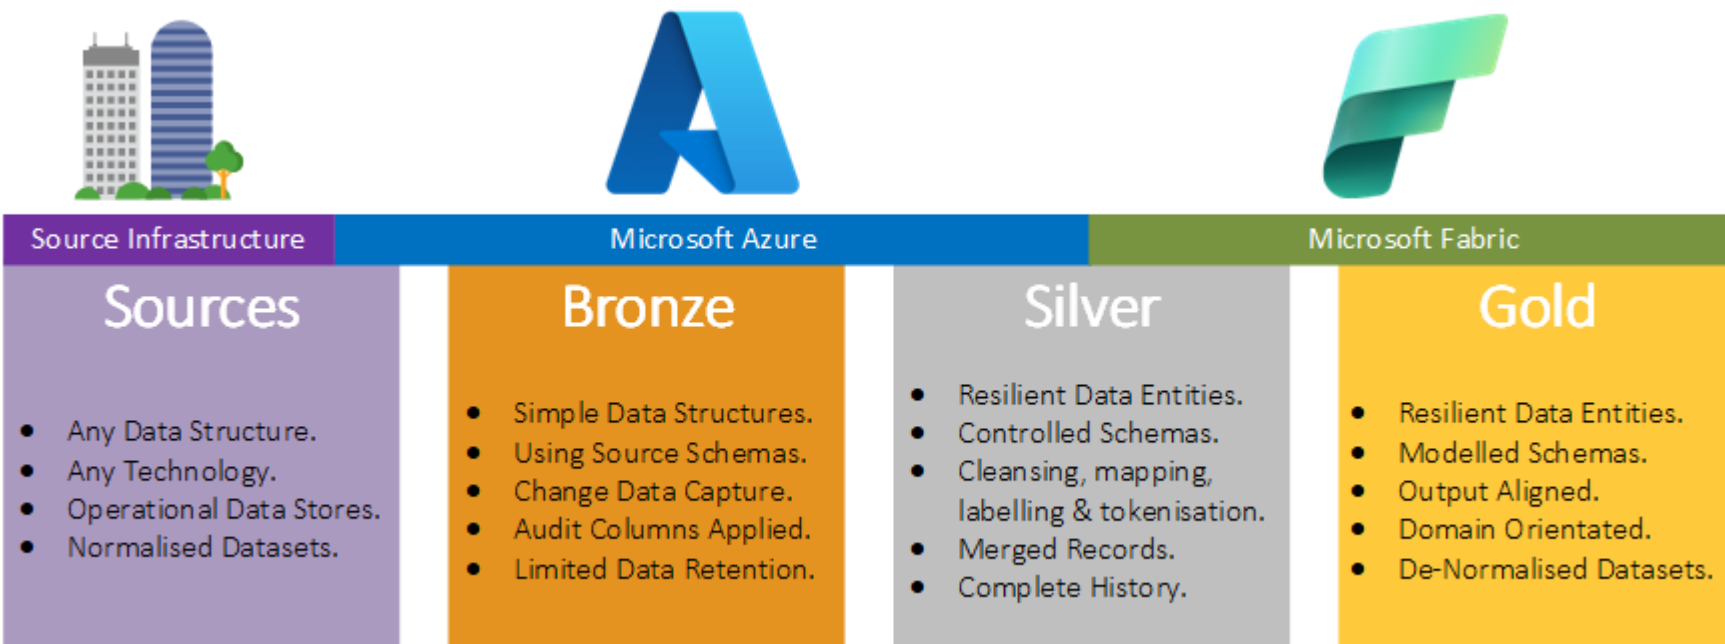 Source Infrastructure
Microsoft Azure
Microsoft Fabric
Sources
• Any Data Structure.
• Any Technology.
• Operational Data Stores.
• Normalised Datasets.
Bronze
• Simple Data Structures.
• Using Source Schemas.
• Change Data Capture.
• Audit Columns Applied.
• Limited Data Retention.
Silver
• Resilient Data Entities.
• Controlled Schemas.
• Cleansing, mapping,
labelling & tokenisation.
• Merged Records.
• Complete History.
Gold
• Resilient Data Entities.
• Modelled Schemas.
• Output Aligned.
• Domain Orientated.
• De-Normalised Datasets.